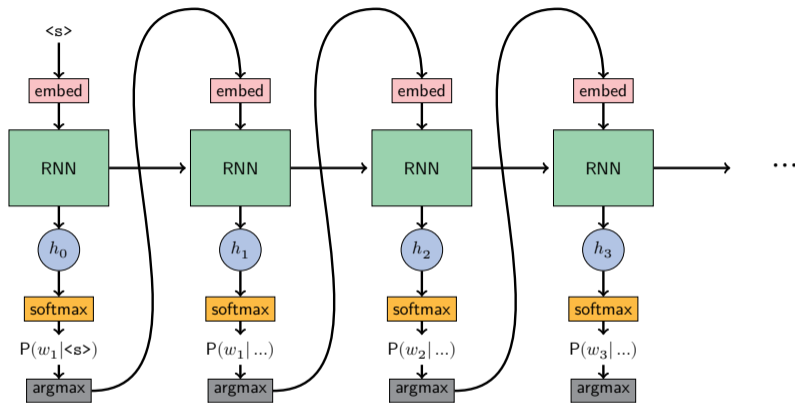 <s>
embed embed embed embed
RNN RNN RNN RNN ...
h₀ h₁ h₂ h₃
softmax softmax softmax softmax
P(w₁|<s>) P(w₁|...) P(w₂|...) P(w₃|...)
argmax argmax argmax argmax